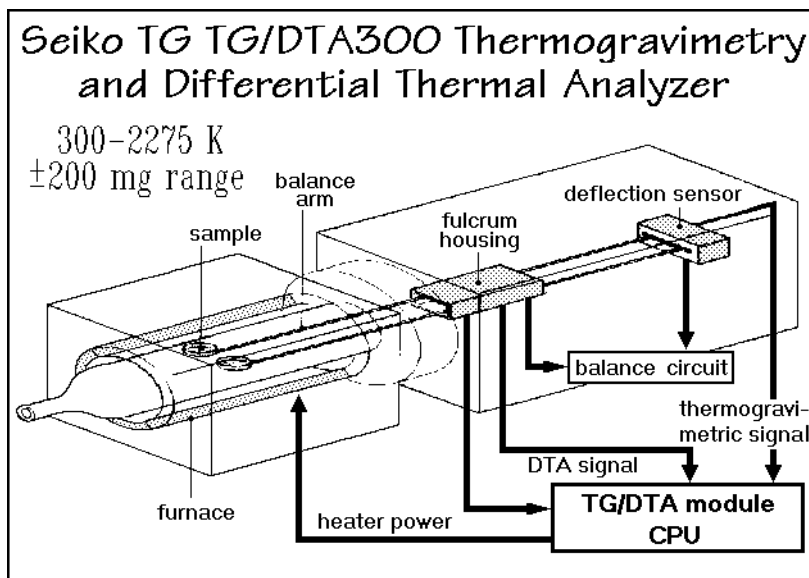 Seiko TG TG/DTA300 Thermogravimetry
and Differential Thermal Analyzer
300-2275 K
±200 mg range
balance
arm
sample
fulcrum
housing
deflection sensor
balance circuit
thermogravi-
metric signal
DTA signal
furnace
heater power
TG/DTA module
CPU